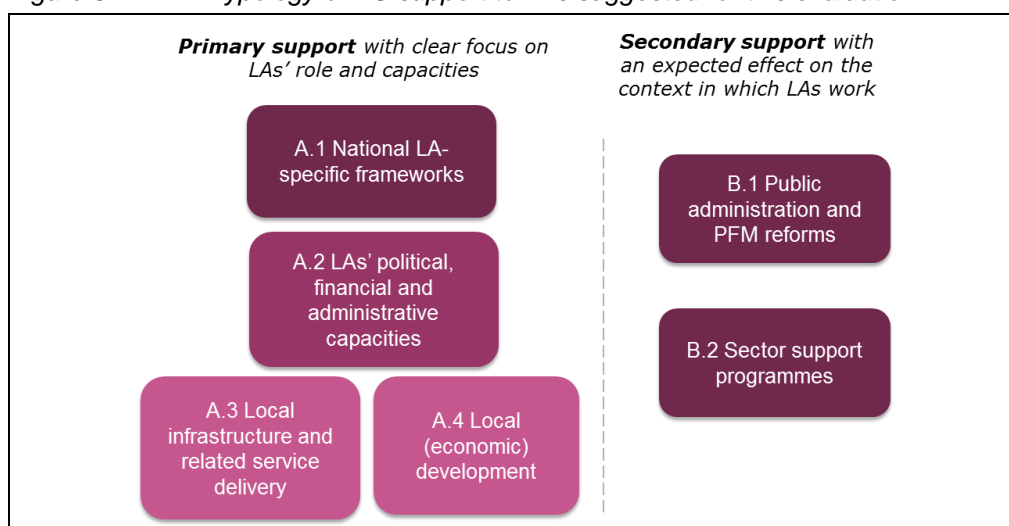 Primary support with clear focus on
LAs' role and capacities
A.1 National LA-
specific frameworks
A.2 LAs' political,
financial and
administrative
capacities
A.3 Local
infrastructure and
related service
delivery
A.4 Local
(economic)
development
Secondary support with
an expected effect on the
context in which LAs work
B.1 Public
administration and
PFM reforms
B.2 Sector support
programmes